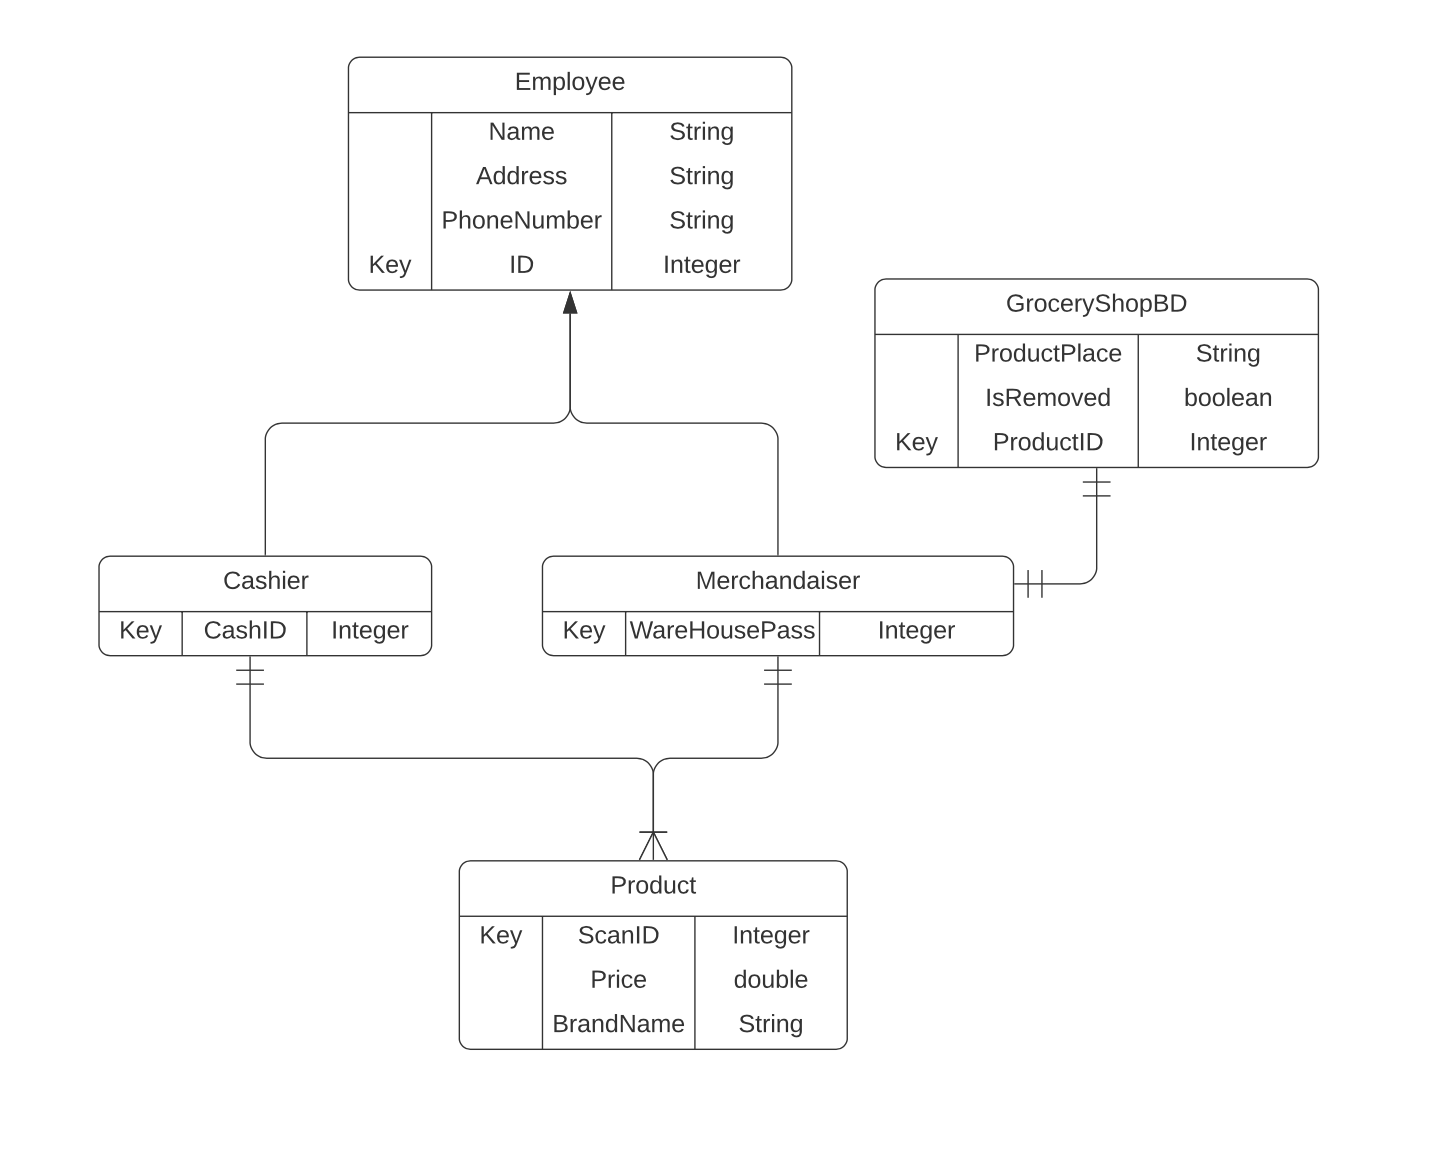 Employee
Name String
Address String
PhoneNumber String
Key ID Integer
GroceryShopBD
ProductPlace String
IsRemoved boolean
Key ProductID Integer
Cashier
Key CashID Integer
Merchandaiser
Key WareHousePass Integer
Product
Key ScanID Integer
Price double
BrandName String